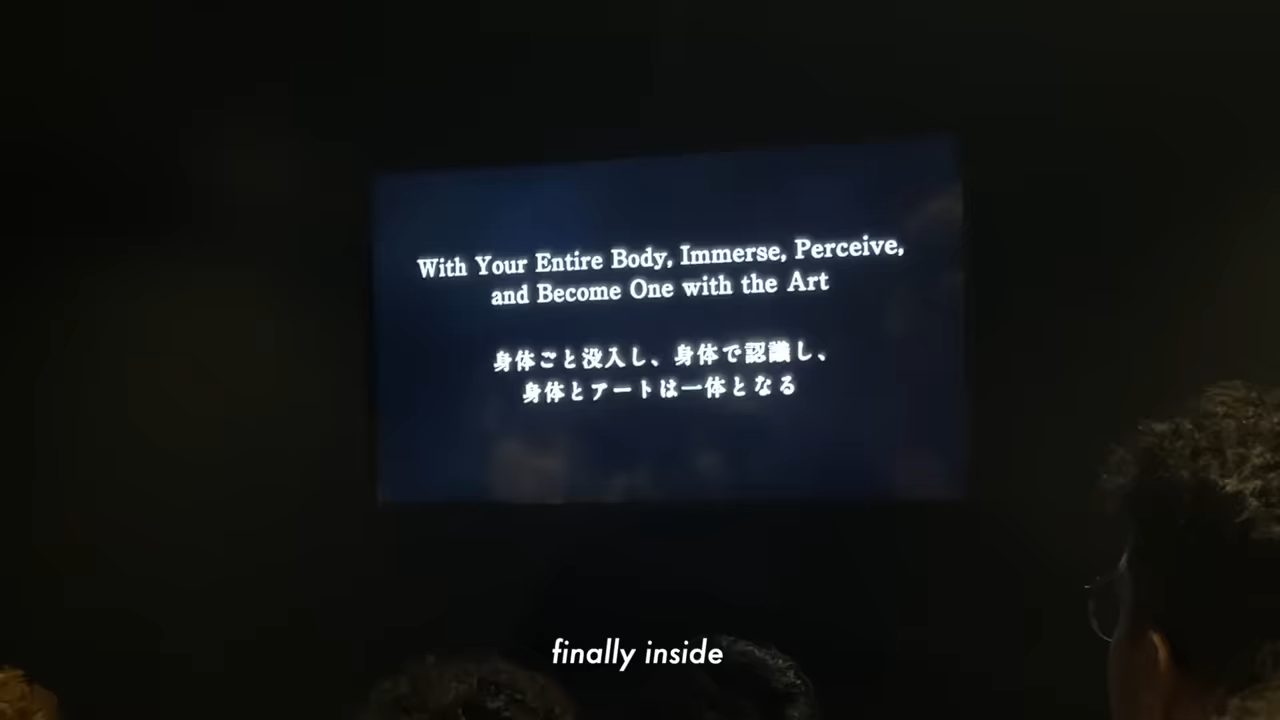 With Your Entire Body, Immerse, Perceive,
and Become One with the Art
身体ごと没入し、身体で認識し、
身体とアートは一体となる
finally inside